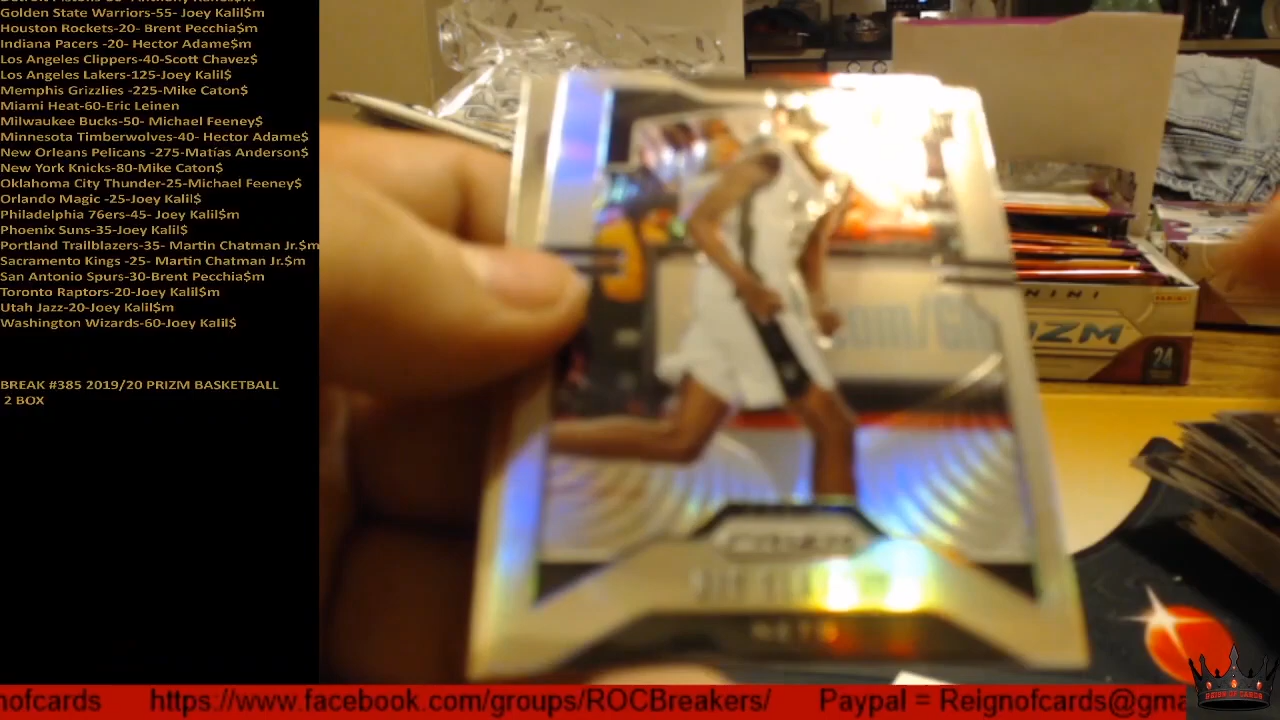 Golden State Warriors-55- Joey Kalil$m
Houston Rockets-20- Brent Pecchia$m
Indiana Pacers -20- Hector Adame$m
Los Angeles Clippers-40-Scott Chavez$
Los Angeles Lakers-125-Joey Kalil$
Memphis Grizzlies -225-Mike Caton$
Miami Heat-60-Eric Leinen
Milwaukee Bucks-50- Michael Feeney$
Minnesota Timberwolves-40- Hector Adame$
New Orleans Pelicans -275-Matías Anderson$
New York Knicks-80-Mike Caton$
Oklahoma City Thunder-25-Michael Feeney$
Orlando Magic -25-Joey Kalil$
Philadelphia 76ers-45- Joey Kalil$m
Phoenix Suns-35-Joey Kalil$
Portland Trailblazers-35- Martin Chatman Jr.$m
Sacramento Kings -25- Martin Chatman Jr.$m
San Antonio Spurs-30-Brent Pecchia$m
Toronto Raptors-20-Joey Kalil$m
Utah Jazz-20-Joey Kalil$m
Washington Wizards-60-Joey Kalil$
BREAK #385 2019/20 PRIZM BASKETBALL
2 BOX
PANINI
PRIZM
24
PRIZM
NETS
nofcards https://www.facebook.com/groups/ROCBreakers/ Paypal = Reignofcards@gma
REIGN OF CARDS